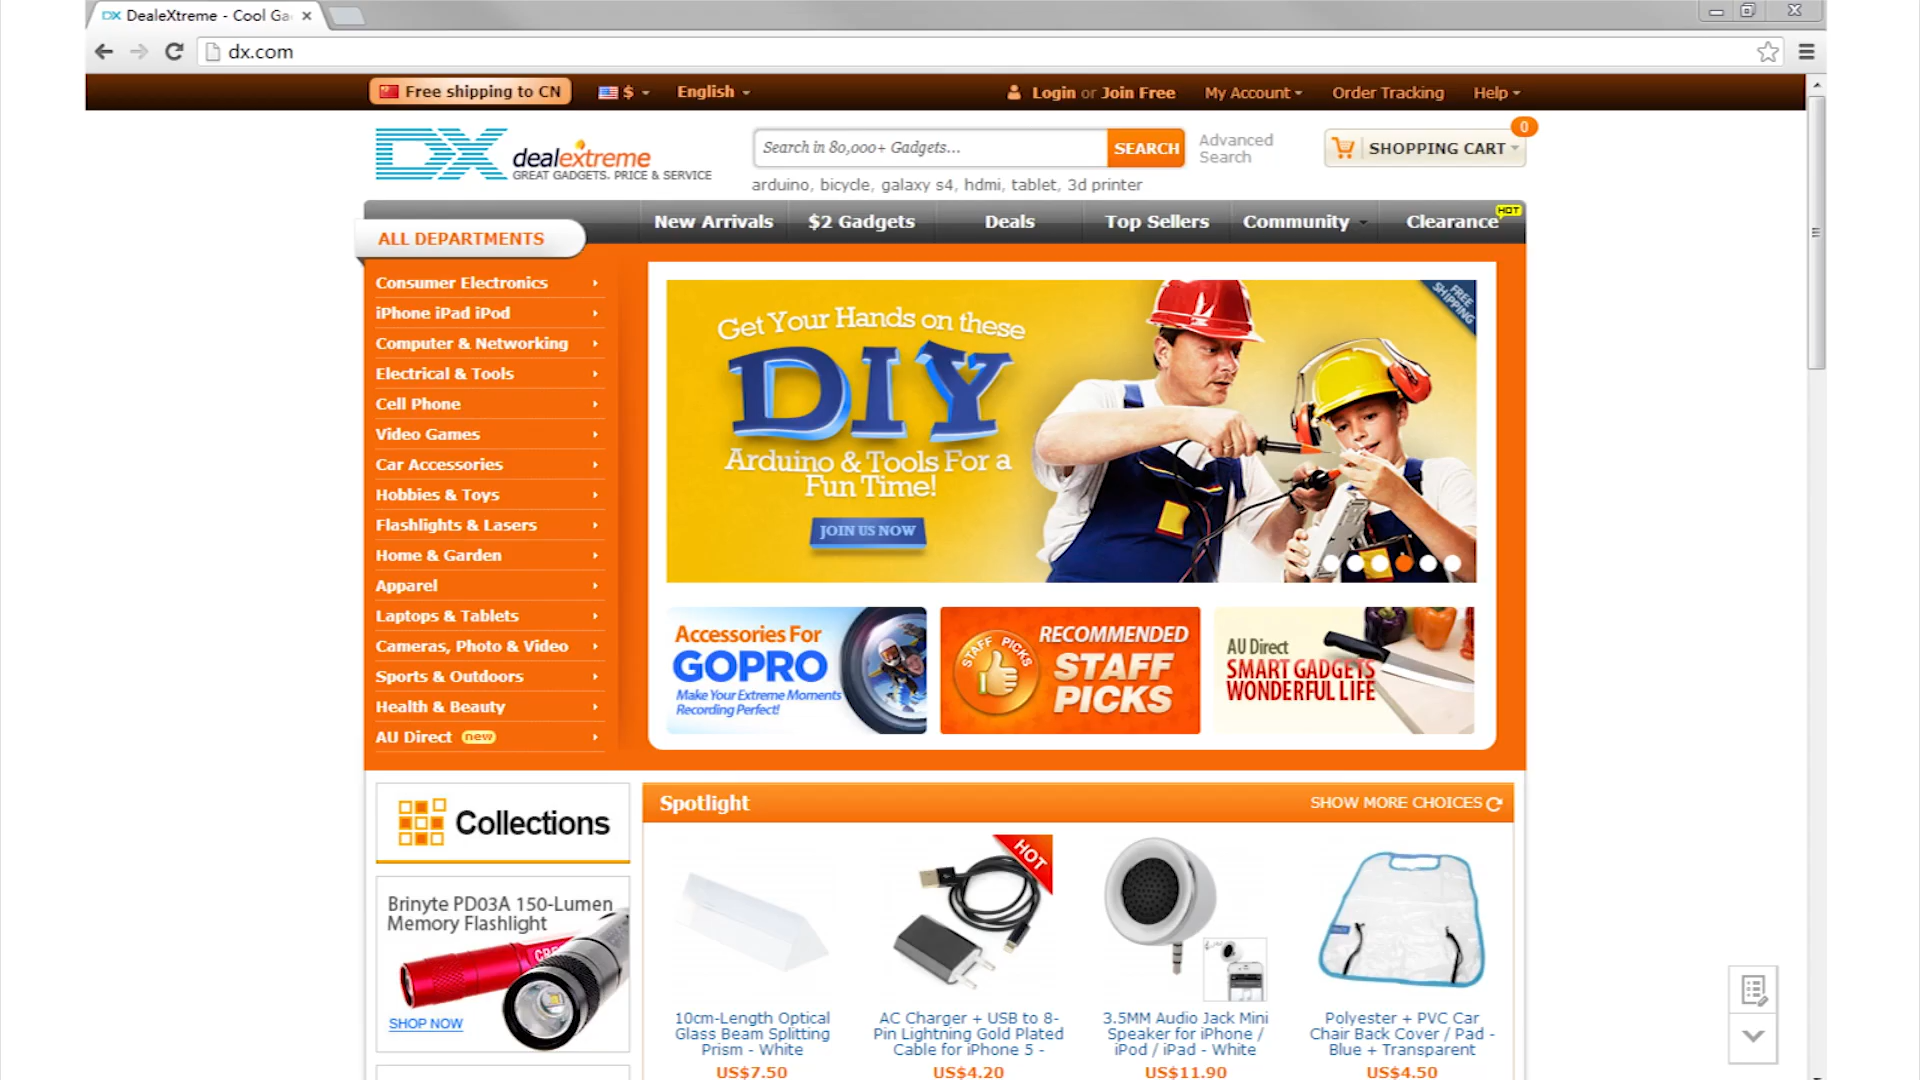 DX DealeXtreme - Cool Ga
dx.com
Free shipping to CN
$
English
Login or Join Free
My Account
Order Tracking
Help
DX dealextreme
GREAT GADGETS. PRICE & SERVICE
Search in 80,000+ Gadgets...
SEARCH
Advanced
Search
0
SHOPPING CART
arduino, bicycle, galaxy s4, hdmi, tablet, 3d printer
ALL DEPARTMENTS
New Arrivals
$2 Gadgets
Deals
Top Sellers
Community
Clearance
HOT
Consumer Electronics
iPhone iPad iPod
Computer & Networking
Electrical & Tools
Cell Phone
Video Games
Car Accessories
Hobbies & Toys
Flashlights & Lasers
Home & Garden
Apparel
Laptops & Tablets
Cameras, Photo & Video
Sports & Outdoors
Health & Beauty
AU Direct new
Get Your Hands on these
DIY
Arduino & Tools For a
Fun Time!
JOIN US NOW
FREE
SHIPPING
Accessories For
GOPRO
Make Your Extreme Moments
Recording Perfect!
STAFF PICKS
RECOMMENDED
STAFF
PICKS
AU Direct
SMART GADGETS
WONDERFUL LIFE
Collections
Brinyte PD03A 150-Lumen
Memory Flashlight
SHOP NOW
Spotlight
SHOW MORE CHOICES
HOT
10cm-Length Optical
Glass Beam Splitting
Prism - White
US$7.50
AC Charger + USB to 8-
Pin Lightning Gold Plated
Cable for iPhone 5 -
US$4.20
3.5MM Audio Jack Mini
Speaker for iPhone /
iPod / iPad - White
US$11.90
Polyester + PVC Car
Chair Back Cover / Pad -
Blue + Transparent
US$4.50